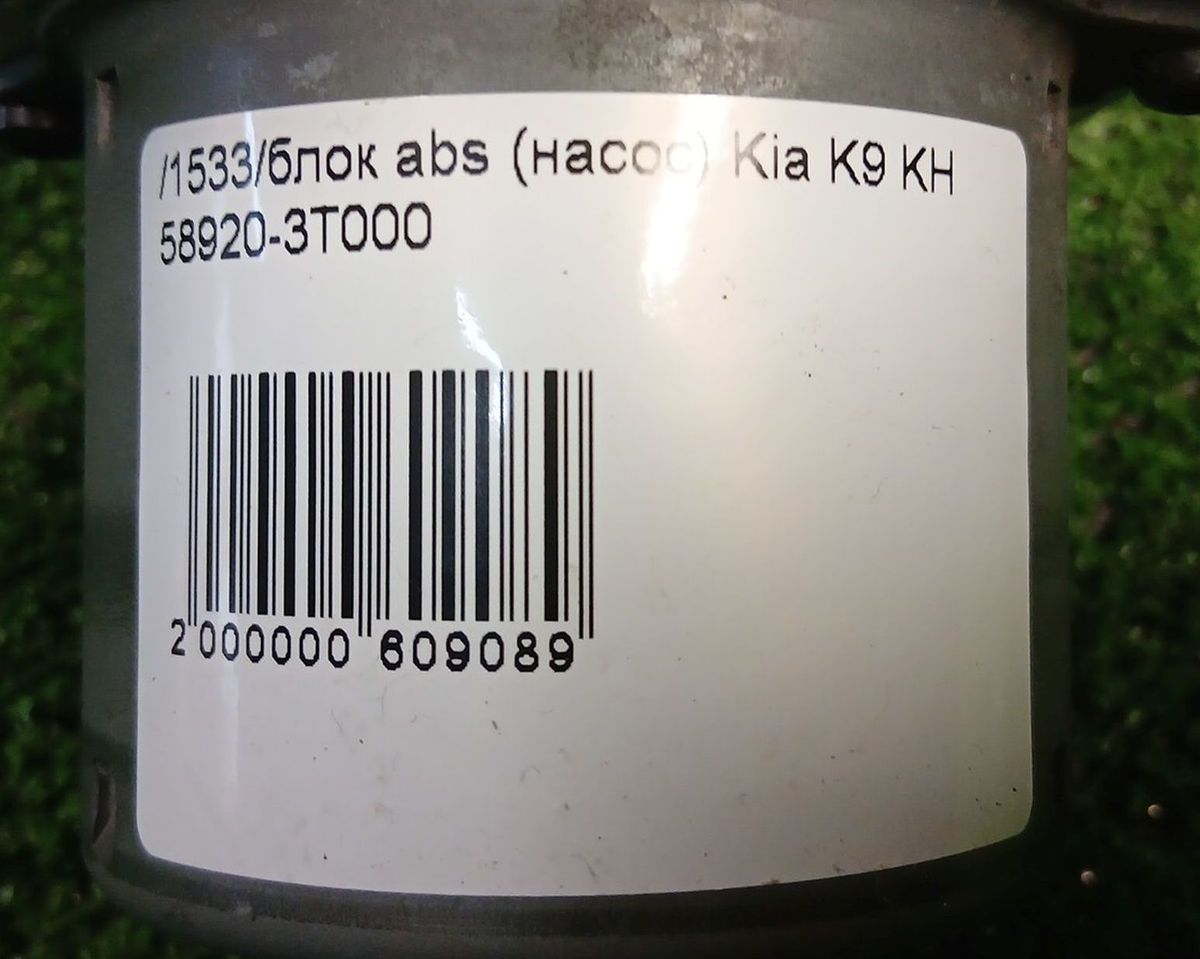 /1533/блок abs (насос) Kia K9 KH
58920-3T000
2 000000 609089